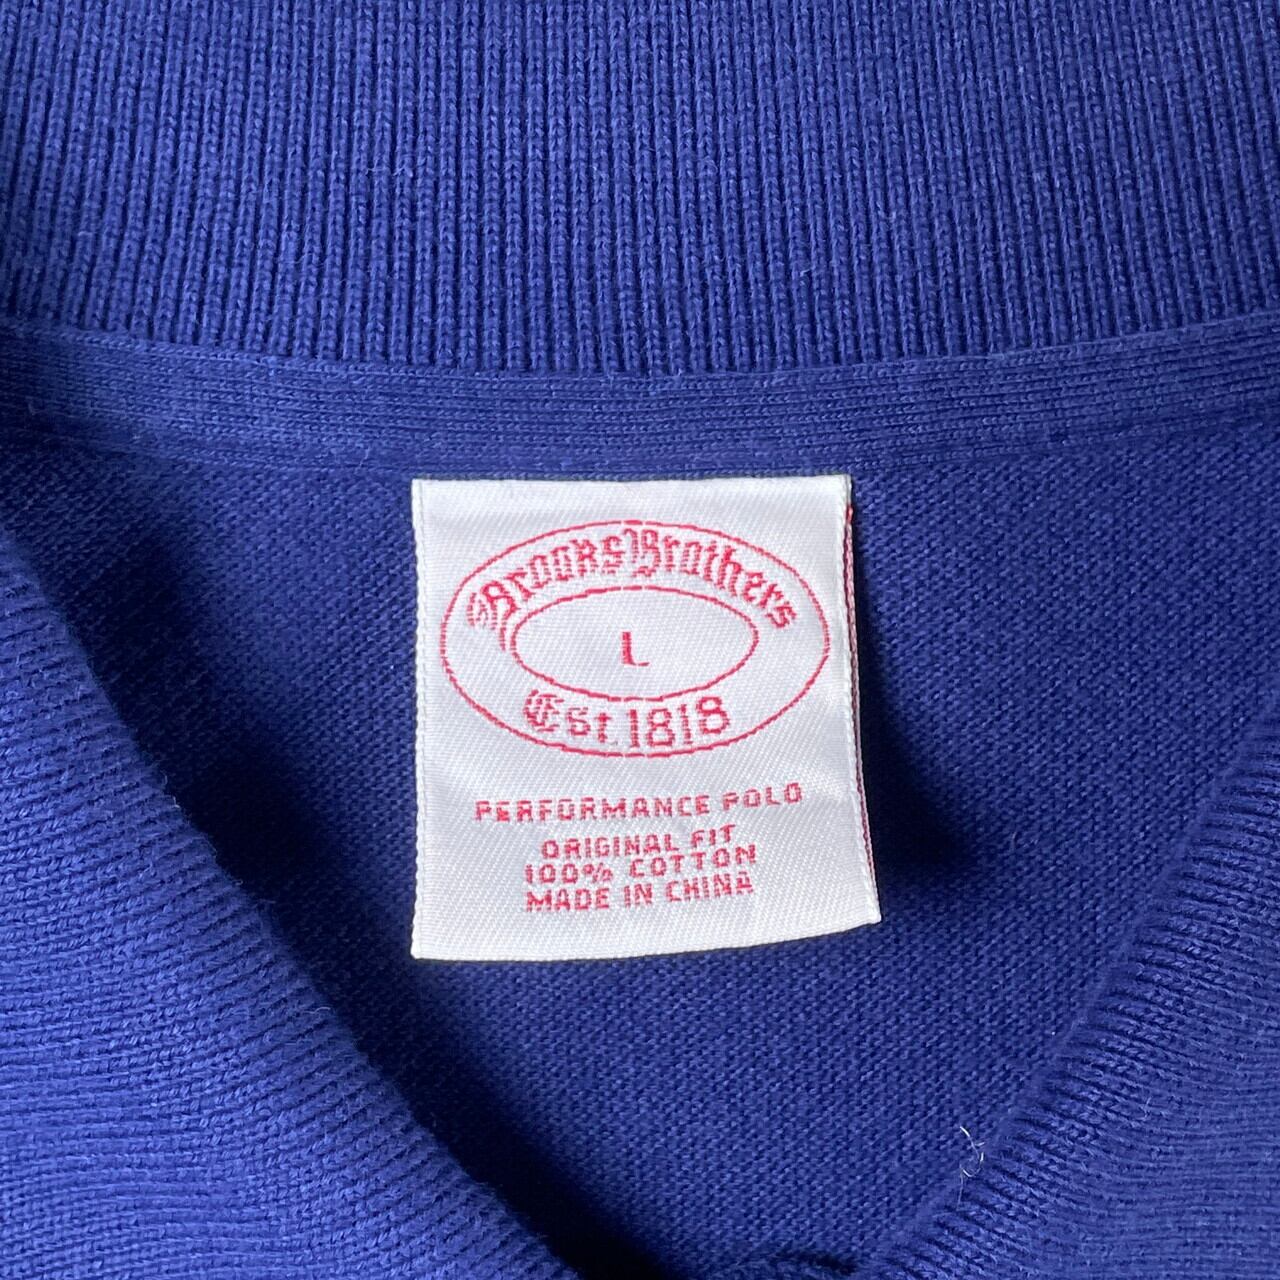 Brooks Brothers
L
Est. 1818
PERFORMANCE POLO
ORIGINAL FIT
100% COTTON
MADE IN CHINA